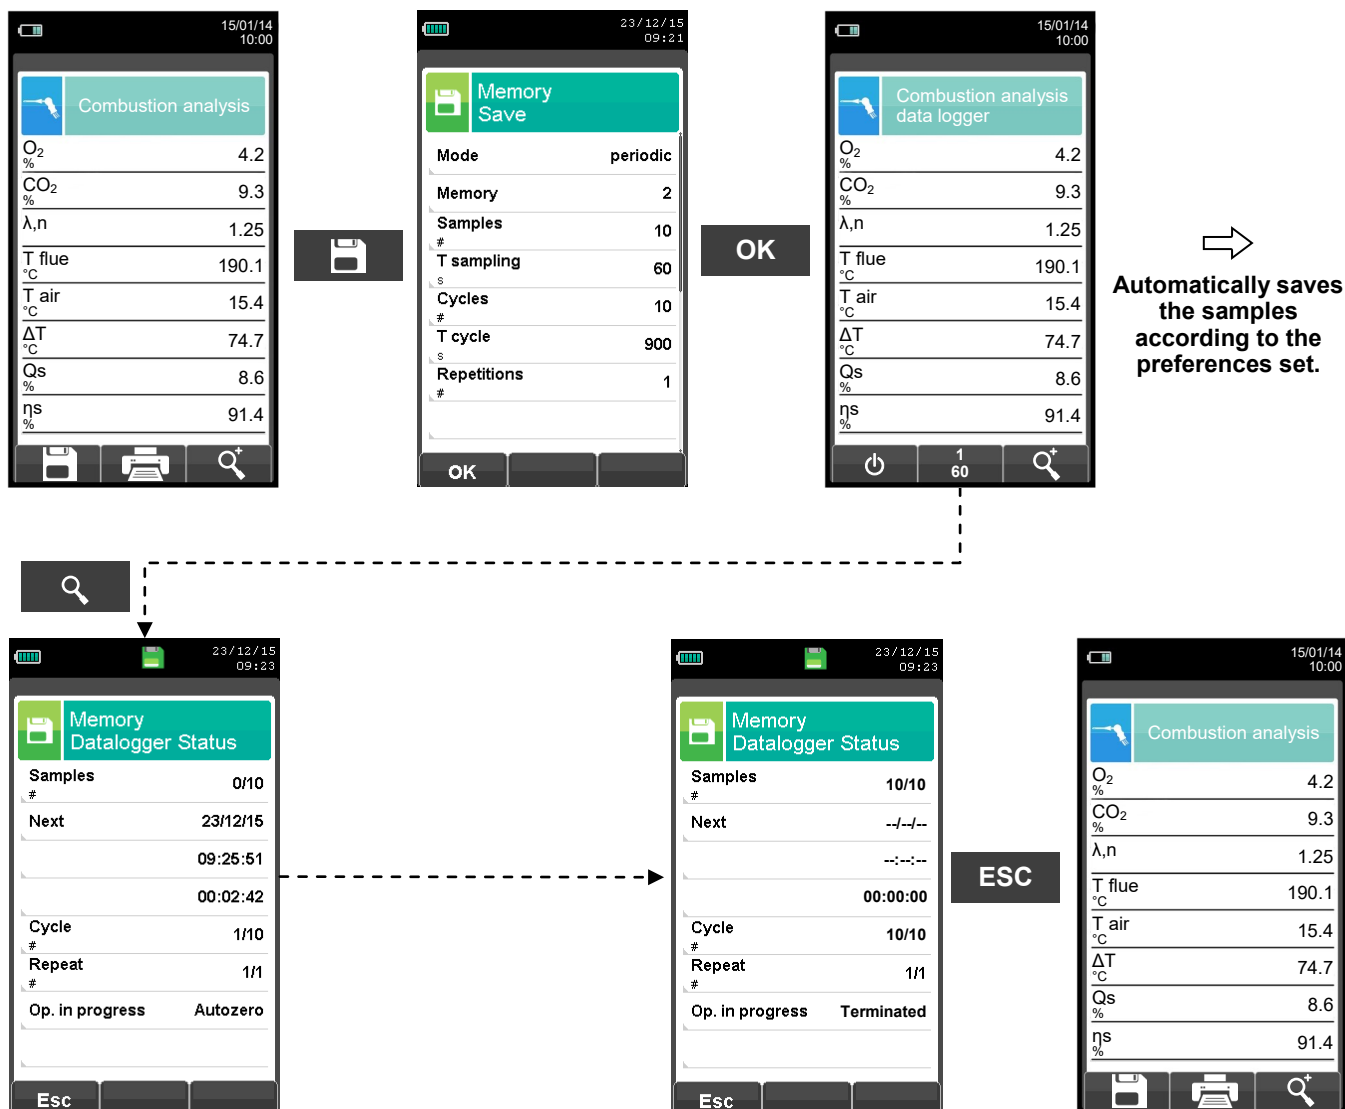 15/01/14
10:00
Combustion analysis
O2 % 4.2
CO2 % 9.3
λ,n 1.25
T flue °C 190.1
T air °C 15.4
ΔT °C 74.7
Qs % 8.6
ηs % 91.4
23/12/15
09:21
Memory
Save
Mode periodic
Memory 2
Samples # 10
T sampling s 60
Cycles # 10
T cycle s 900
Repetitions # 1
OK
OK
15/01/14
10:00
Combustion analysis
data logger
O2 % 4.2
CO2 % 9.3
λ,n 1.25
T flue °C 190.1
T air °C 15.4
ΔT °C 74.7
Qs % 8.6
ηs % 91.4
1
60
Automatically saves
the samples
according to the
preferences set.
23/12/15
09:23
Memory
Datalogger Status
Samples # 0/10
Next 23/12/15
09:25:51
00:02:42
Cycle # 1/10
Repeat # 1/1
Op. in progress Autozero
Esc
23/12/15
09:23
Memory
Datalogger Status
Samples # 10/10
Next --/--/--
--:--:--
00:00:00
Cycle # 10/10
Repeat # 1/1
Op. in progress Terminated
Esc
ESC
15/01/14
10:00
Combustion analysis
O2 % 4.2
CO2 % 9.3
λ,n 1.25
T flue °C 190.1
T air °C 15.4
ΔT °C 74.7
Qs % 8.6
ηs % 91.4